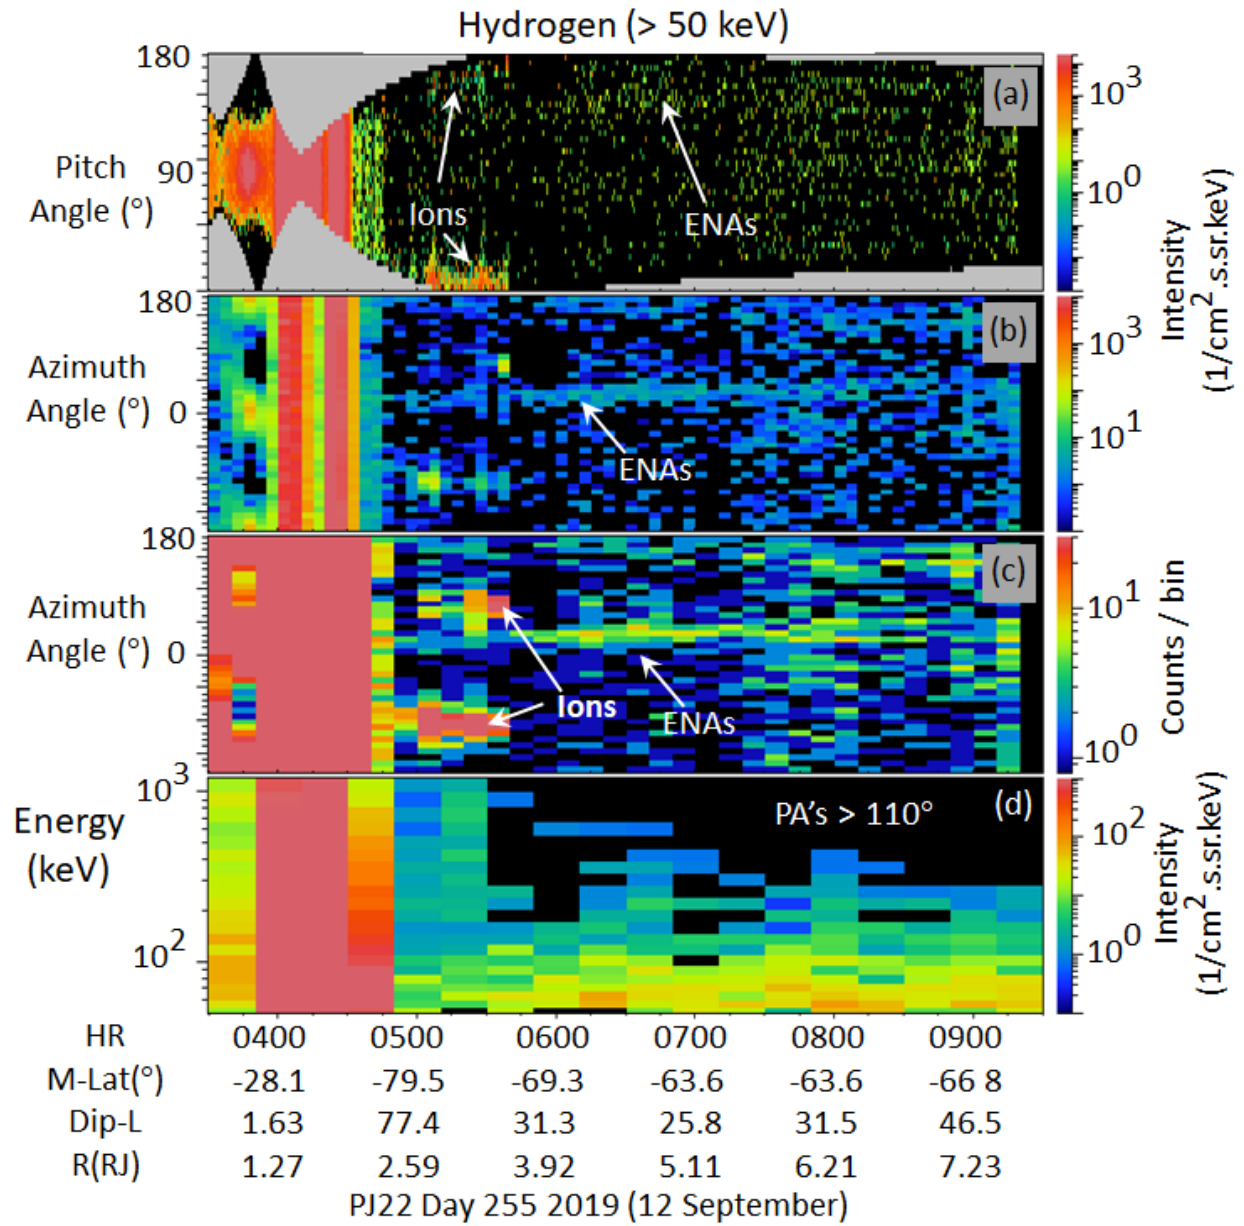 Hydrogen (> 50 keV)
180
90
Pitch
Angle (°)
(a)
Ions
ENAs
10³
10⁰
Intensity
(1/cm².s.sr.keV)
180
0
Azimuth
Angle (°)
(b)
ENAs
10³
10¹
180
0
Azimuth
Angle (°)
(c)
Ions
ENAs
10¹
10⁰
Counts / bin
10³
10²
Energy
(keV)
PA's > 110°
(d)
10²
10⁰
Intensity
(1/cm².s.sr.keV)
HR 0400 0500 0600 0700 0800 0900
M-Lat(°) -28.1 -79.5 -69.3 -63.6 -63.6 -66 8
Dip-L 1.63 77.4 31.3 25.8 31.5 46.5
R(RJ) 1.27 2.59 3.92 5.11 6.21 7.23
PJ22 Day 255 2019 (12 September)